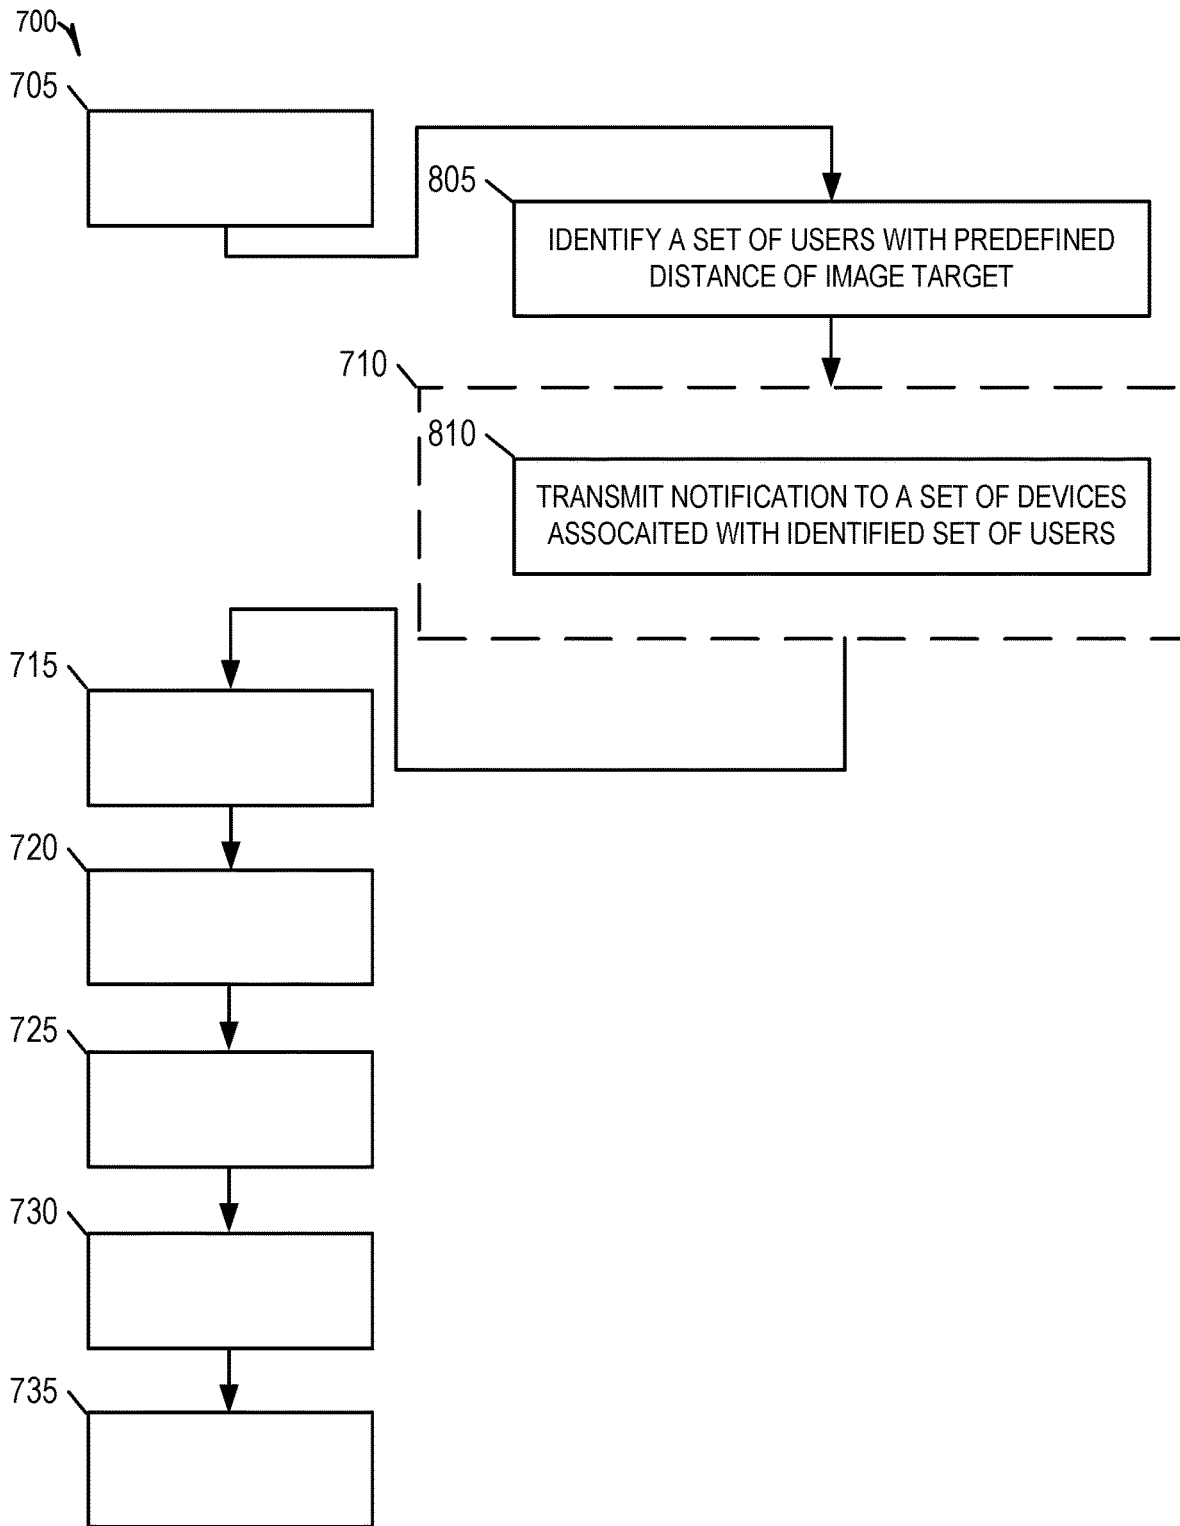 700
705
805
IDENTIFY A SET OF USERS WITH PREDEFINED
DISTANCE OF IMAGE TARGET
710
810
TRANSMIT NOTIFICATION TO A SET OF DEVICES
ASSOCAITED WITH IDENTIFIED SET OF USERS
715
720
725
730
735